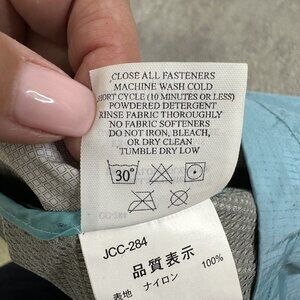 CLOSE ALL FASTENERS
MACHINE WASH COLD
SHORT CYCLE (10 MINUTES OR LESS)
POWDERED DETERGENT
RINSE FABRIC THOROUGHLY
NO FABRIC SOFTENERS
DO NOT IRON, BLEACH,
OR DRY CLEAN
TUMBLE DRY LOW
30°
CC-284
JCC-284
品質表示
表地 ナイロン 100%